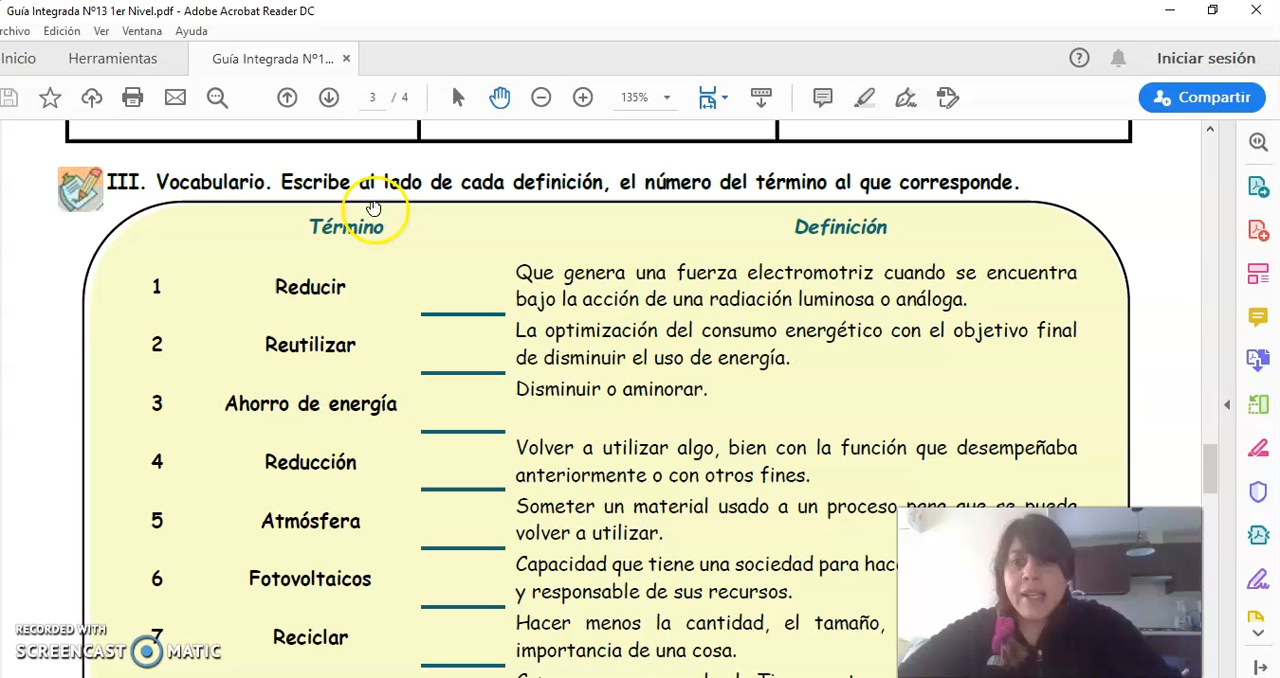 Guía Integrada Nº13 1er Nivel.pdf - Adobe Acrobat Reader DC
rchivo Edición Ver Ventana Ayuda
Inicio Herramientas Guía Integrada Nº1... × Iniciar sesión
3 / 4 135% Compartir
III. Vocabulario. Escribe al lado de cada definición, el número del término al que corresponde.
Término Definición
1 Reducir Que genera una fuerza electromotriz cuando se encuentra
bajo la acción de una radiación luminosa o análoga.
2 Reutilizar La optimización del consumo energético con el objetivo final
de disminuir el uso de energía.
3 Ahorro de energía Disminuir o aminorar.
4 Reducción Volver a utilizar algo, bien con la función que desempeñaba
anteriormente o con otros fines.
5 Atmósfera Someter un material usado a un proceso para que se pueda
volver a utilizar.
6 Fotovoltaicos Capacidad que tiene una sociedad para hac
y responsable de sus recursos.
7 Reciclar Hacer menos la cantidad, el tamaño,
importancia de una cosa.
RECORDED WITH
SCREENCAST MATIC